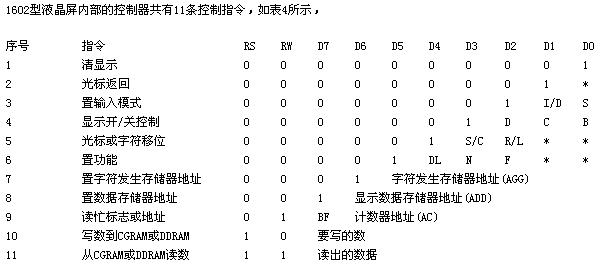 1602型液晶屏内部的控制器共有11条控制指令，如表4所示，
序号 指令 RS RW D7 D6 D5 D4 D3 D2 D1 D0
1 清显示 0 0 0 0 0 0 0 0 0 1
2 光标返回 0 0 0 0 0 0 0 0 1 *
3 置输入模式 0 0 0 0 0 0 0 1 I/D S
4 显示开/关控制 0 0 0 0 0 0 1 D C B
5 光标或字符移位 0 0 0 0 0 1 S/C R/L * *
6 置功能 0 0 0 0 1 DL N F * *
7 置字符发生存储器地址 0 0 0 1 字符发生存储器地址(AGG)
8 置数据存储器地址 0 0 1 显示数据存储器地址(ADD)
9 读忙标志或地址 0 1 BF 计数器地址(AC)
10 写数到CGRAM或DDRAM 1 0 要写的数
11 从CGRAM或DDRAM读数 1 1 读出的数据